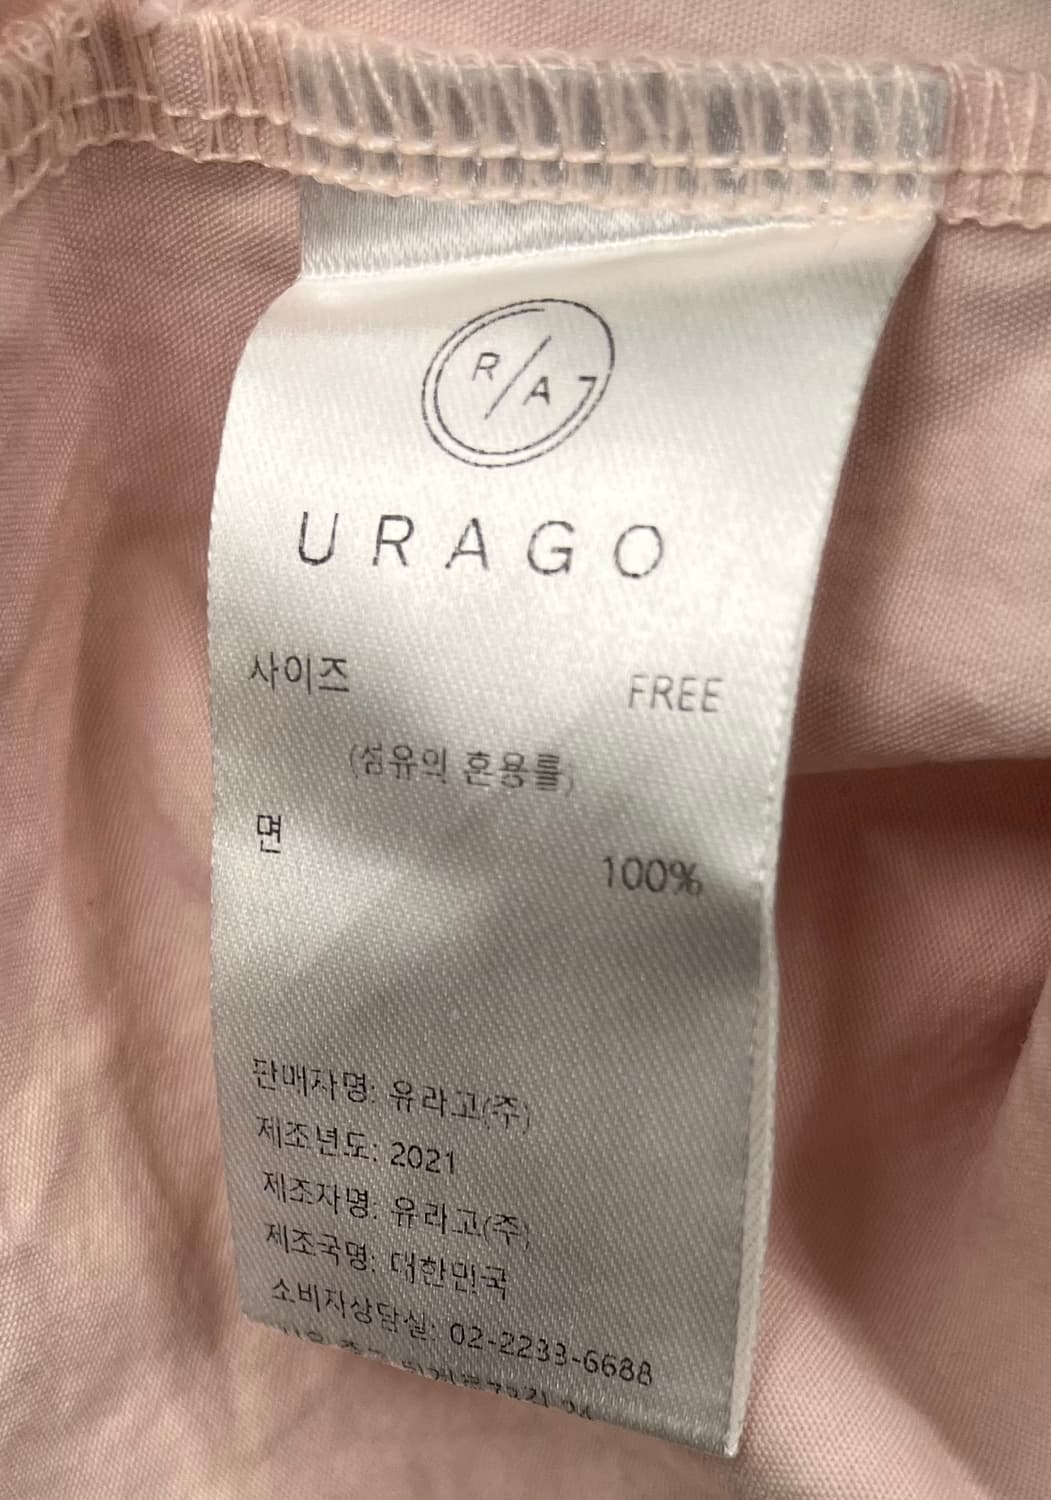 R/A
URAGO
사이즈 FREE
(섬유의 혼용률)
면 100%
판매자명: 유라고(주)
제조년도: 2021
제조자명: 유라고(주)
제조국명: 대한민국
소비자상담실: 02-2233-6688